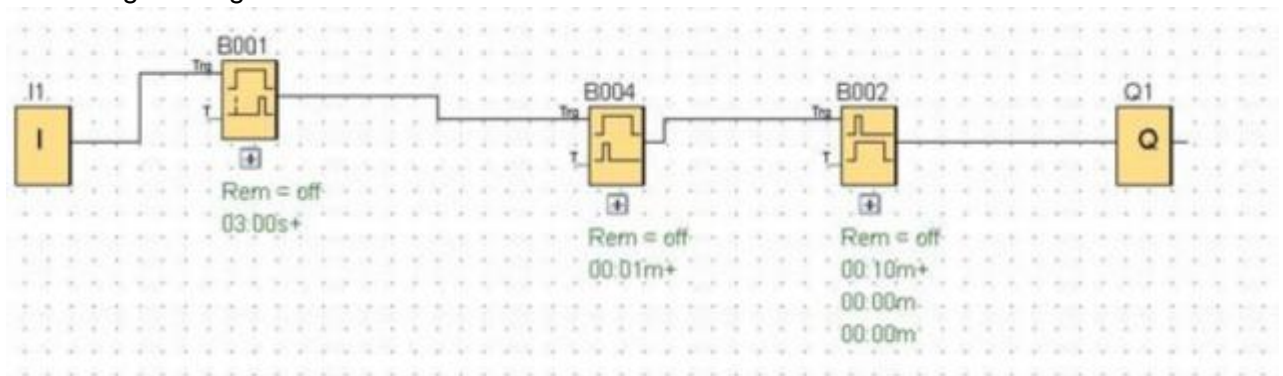 B001
Trg
I1
B004
B002
Q1
Trg
Trg
T
I
Q
T
T
Rem = off
03:00s+
Rem = off
Rem = off
00:01m+
00:10m+
00:00m
00:00m